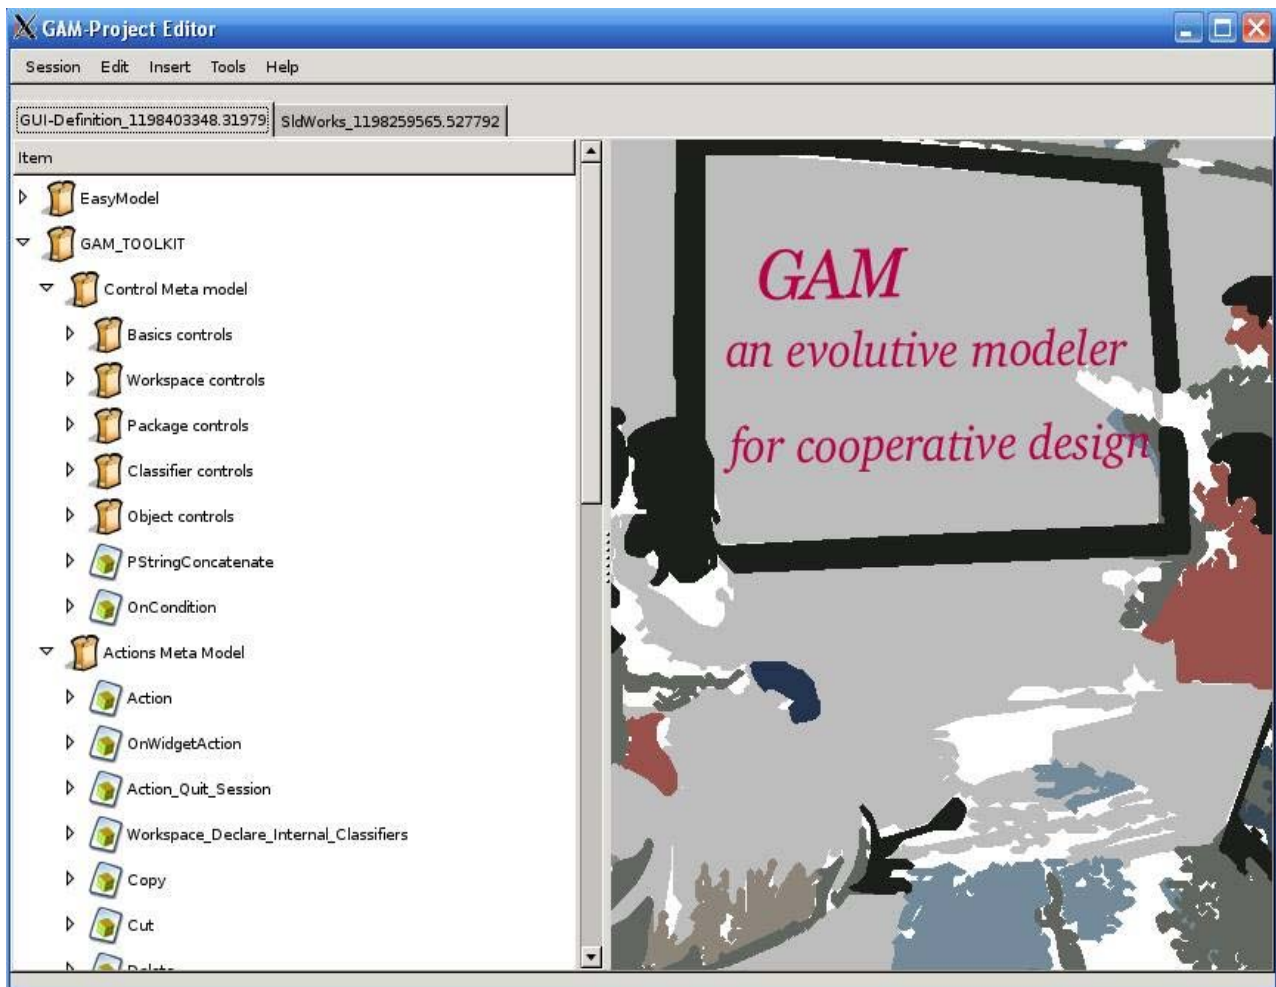 GAM-Project Editor
Session Edit Insert Tools Help
GUI-Definition_1198403348.31979 SldWorks_1198259565.527792
Item
EasyModel
GAM_TOOLKIT
Control Meta model
Basics controls
Workspace controls
Package controls
Classifier controls
Object controls
PStringConcatenate
OnCondition
Actions Meta Model
Action
OnWidgetAction
Action_Quit_Session
Workspace_Declare_Internal_Classifiers
Copy
Cut
Delete
GAM
an evolutive modeler
for cooperative design